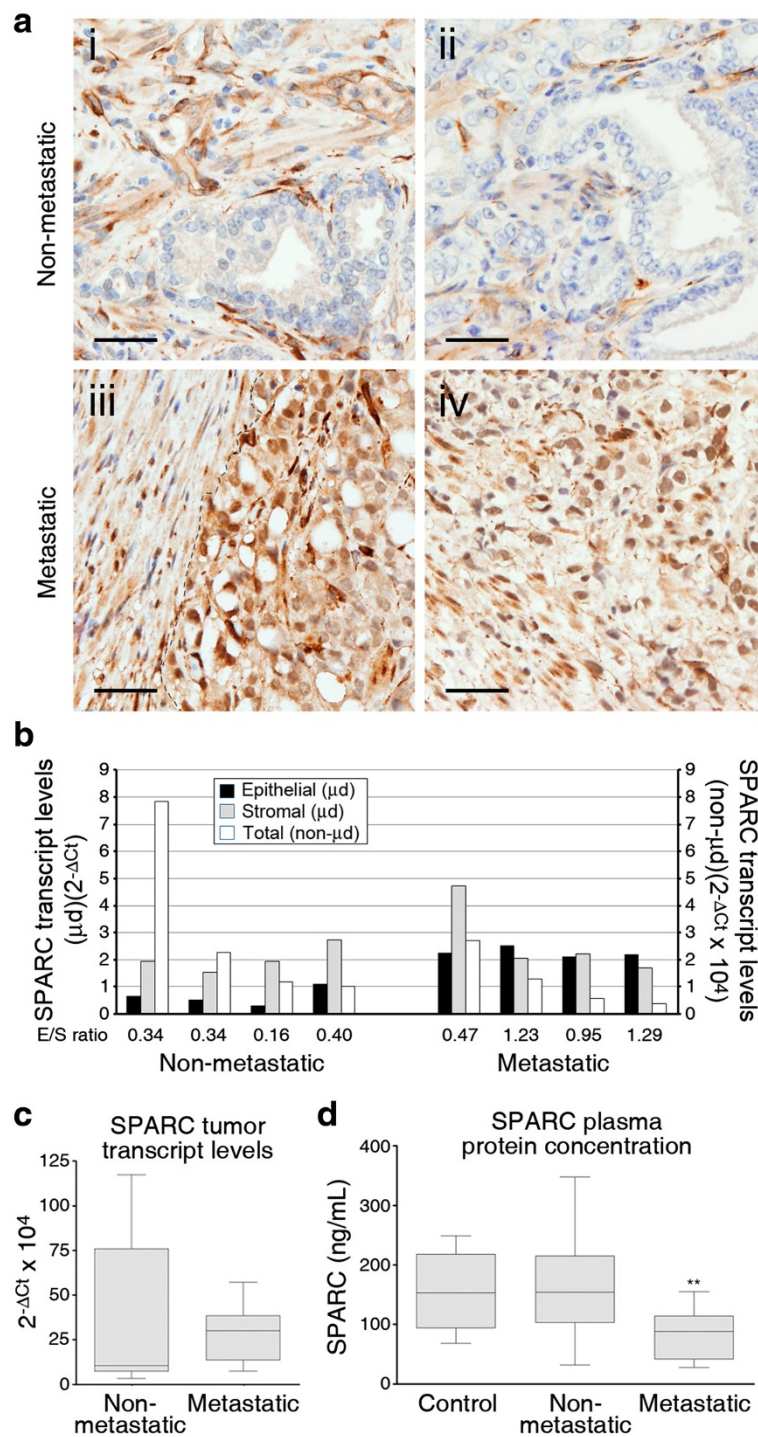 a
i
ii
Non-metastatic
iii
iv
Metastatic
b
SPARC transcript levels
(μd)(2-ΔCt)
9
8
7
6
5
4
3
2
1
0
Epithelial (μd)
Stromal (μd)
Total (non-μd)
9
8
7
6
5
4
3
2
1
0
SPARC transcript levels
(non-μd)(2-ΔCt x 104)
E/S ratio 0.34 0.34 0.16 0.40 0.47 1.23 0.95 1.29
Non-metastatic Metastatic
c
SPARC tumor
transcript levels
2-ΔCt x 104
125
100
75
50
25
0
Non-
metastatic
Metastatic
d
SPARC plasma
protein concentration
SPARC (ng/mL)
400
300
200
100
0
**
Control
Non-
metastatic
Metastatic